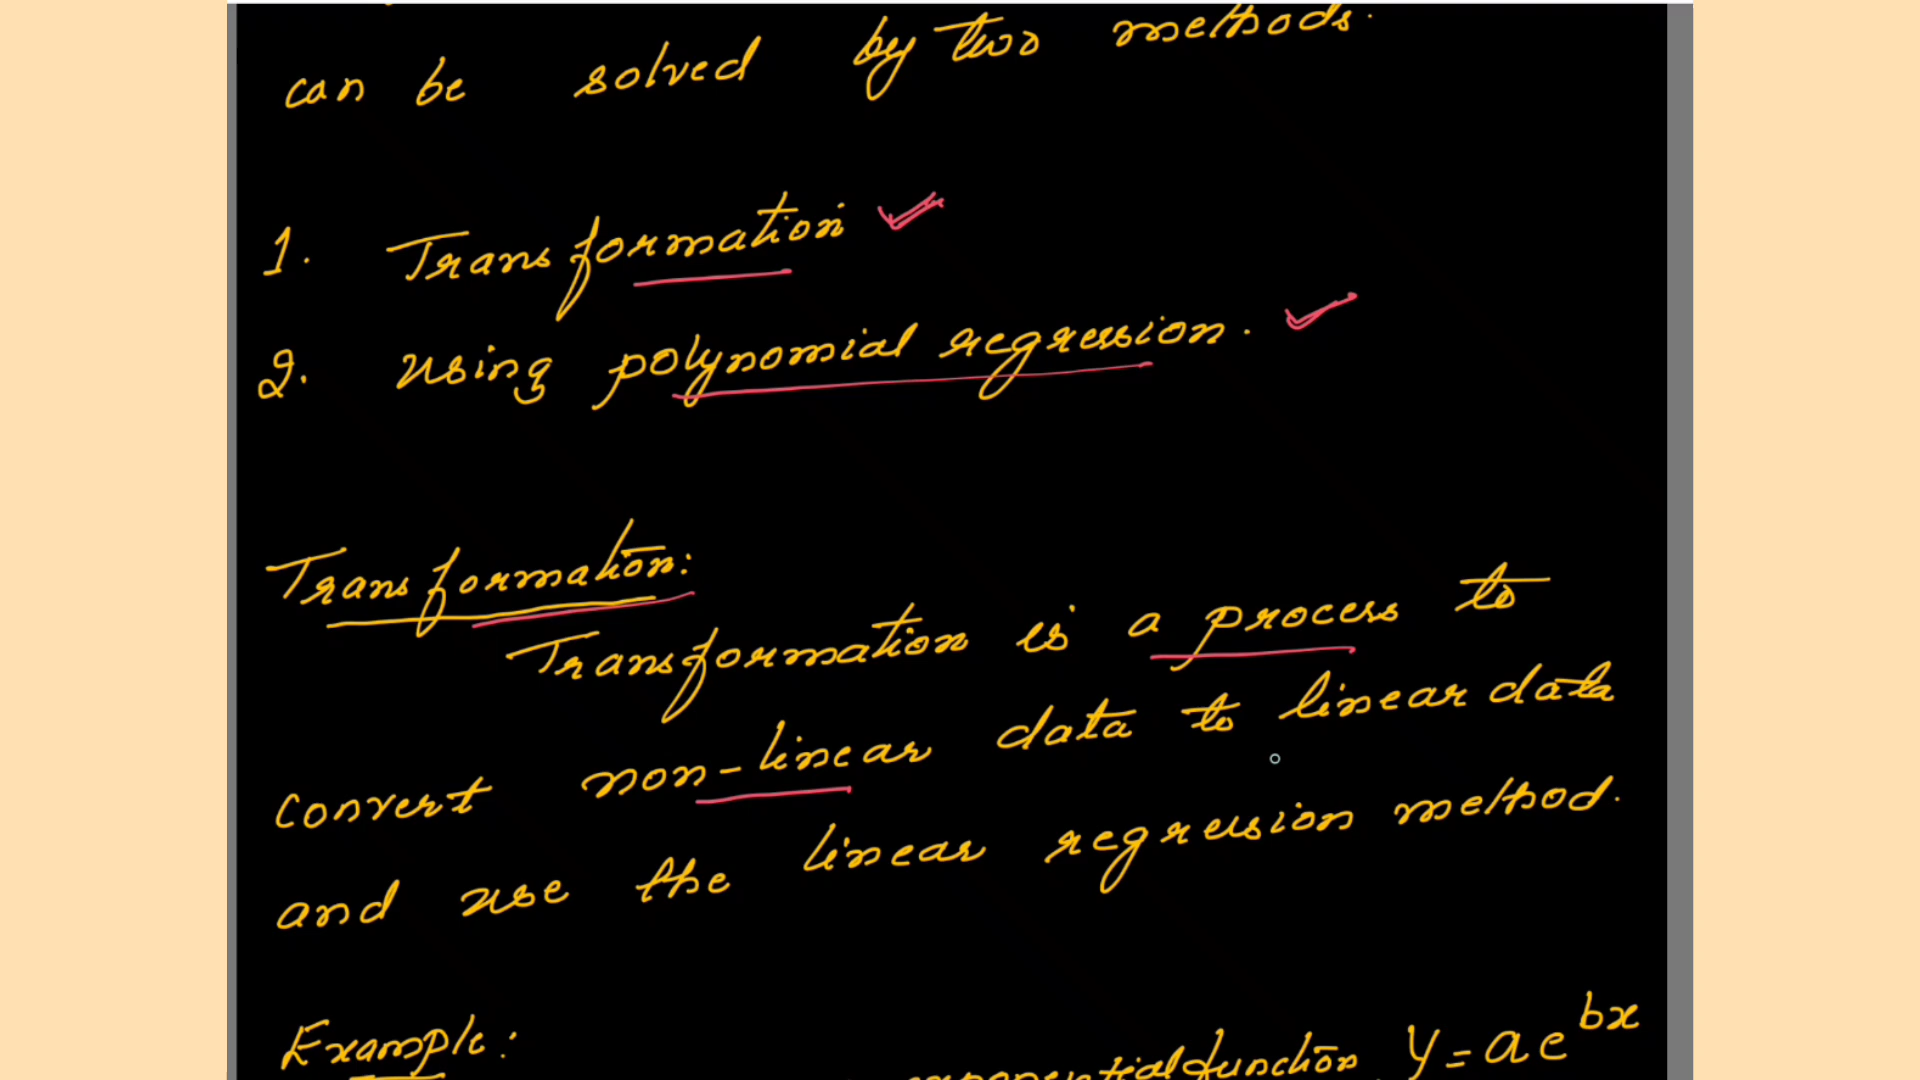 can be solved by two methods.
1. Transformation
2. using polynomial regression.
Transformation:
Transformation is a process to
convert non-linear data to linear data
and use the linear regression method.
Example:
exponential function y = ae^bx